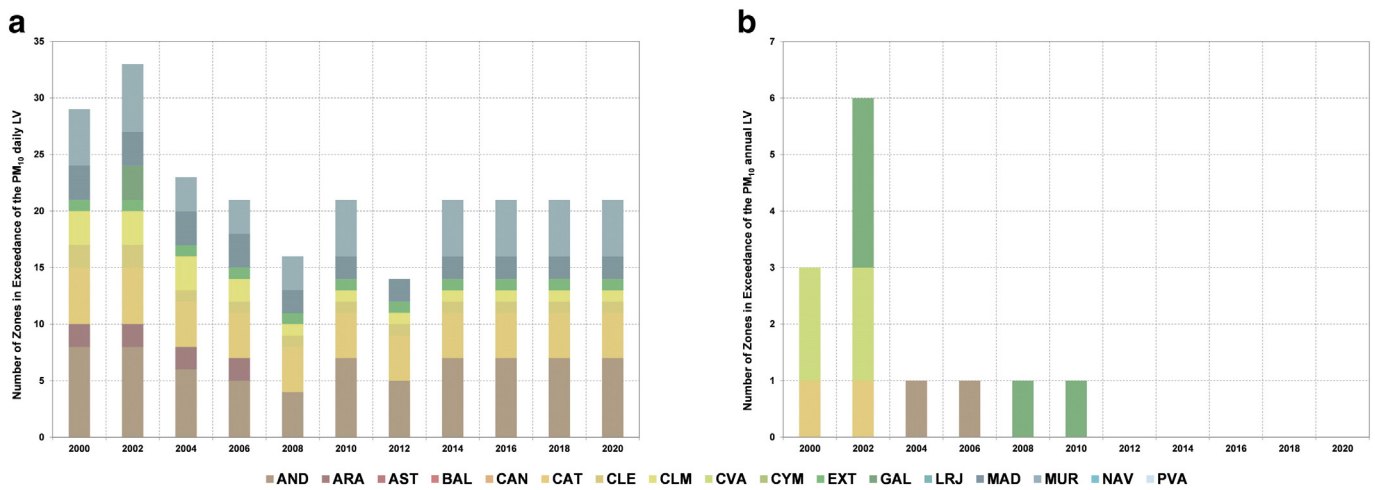 a
Number of Zones in Exceedance of the PM₁₀ daily LV
35
30
25
20
15
10
5
0
2000 2002 2004 2006 2008 2010 2012 2014 2016 2018 2020
b
Number of Zones in Exceedance of the PM₁₀ annual LV
7
6
5
4
3
2
1
0
2000 2002 2004 2006 2008 2010 2012 2014 2016 2018 2020
AND ARA AST BAL CAN CAT CLE CLM CVA CYM EXT GAL LRJ MAD MUR NAV PVA